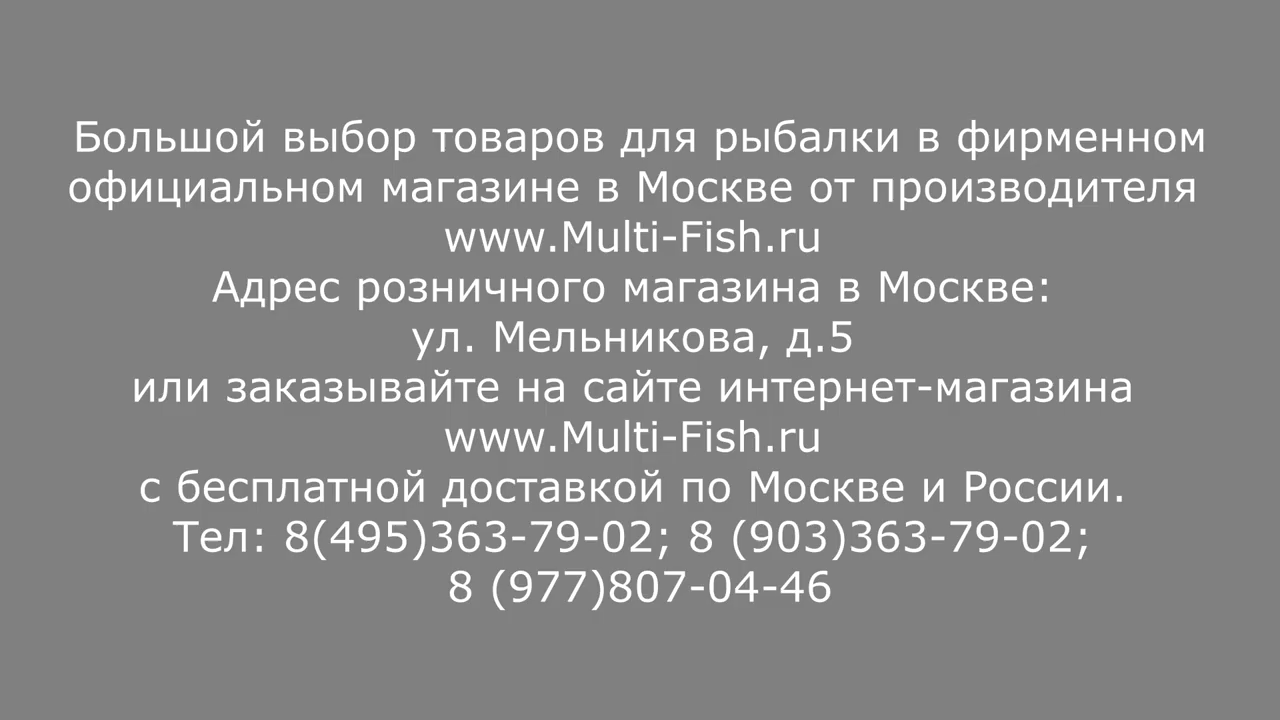 Большой выбор товаров для рыбалки в фирменном
официальном магазине в Москве от производителя
www.Multi-Fish.ru
Адрес розничного магазина в Москве:
ул. Мельникова, д.5
или заказывайте на сайте интернет-магазина
www.Multi-Fish.ru
с бесплатной доставкой по Москве и России.
Тел: 8(495)363-79-02; 8 (903)363-79-02;
8 (977)807-04-46